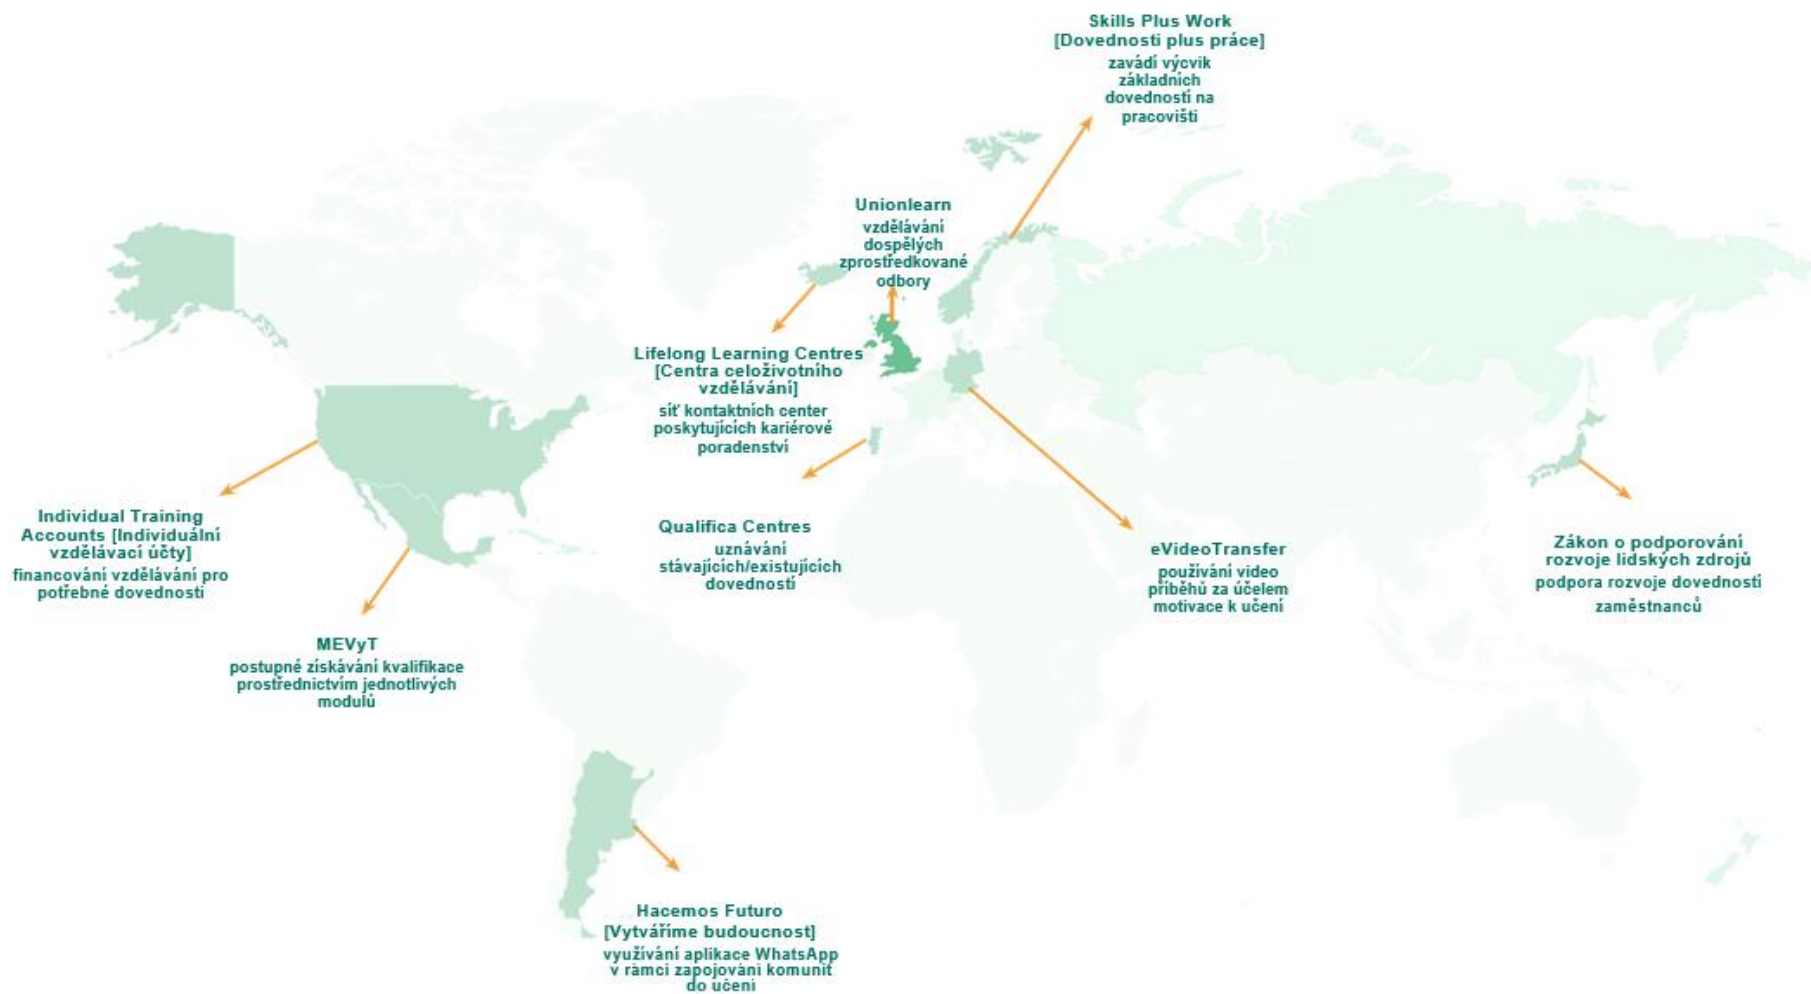 Skills Plus Work
[Dovednosti plus práce]
zavádí výcvik
základních
dovedností na
pracovišti
Unionlearn
vzdělávání
dospělých
zprostředkované
odbory
Lifelong Learning Centres
[Centra celoživotního
vzdělávání]
síť kontaktních center
poskytujících kariérové
poradenství
Individual Training
Accounts [Individuální
vzdělávací účty]
financování vzdělávání pro
potřebné dovednosti
Qualifica Centres
uznávání
stávajících/existujících
dovedností
eVideoTransfer
používání video
příběhů za účelem
motivace k učení
Zákon o podporování
rozvoje lidských zdrojů
podpora rozvoje dovedností
zaměstnanců
MEVyT
postupné získávání kvalifikace
prostřednictvím jednotlivých
modulů
Hacemos Futuro
[Vytváříme budoucnost]
využívání aplikace WhatsApp
v rámci zapojování komunit
do učení